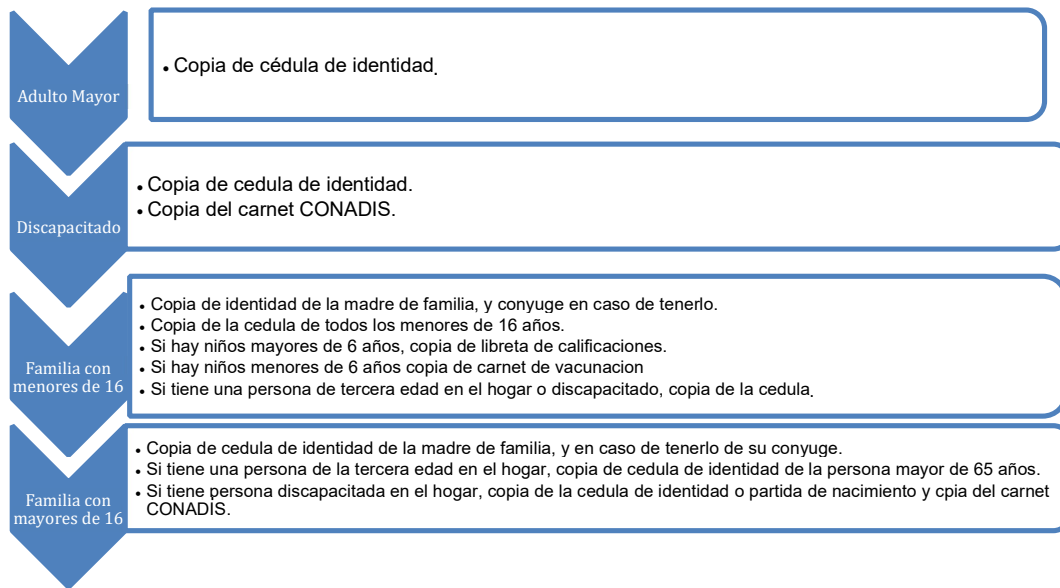 Adulto Mayor
• Copia de cédula de identidad.
Discapacitado
• Copia de cedula de identidad.
• Copia del carnet CONADIS.
Familia con
menores de 16
• Copia de identidad de la madre de familia, y conyuge en caso de tenerlo.
• Copia de la cedula de todos los menores de 16 años.
• Si hay niños mayores de 6 años, copia de libreta de calificaciones.
• Si hay niños menores de 6 años copia de carnet de vacunacion
• Si tiene una persona de tercera edad en el hogar o discapacitado, copia de la cedula.
Familia con
mayores de 16
• Copia de cedula de identidad de la madre de familia, y en caso de tenerlo de su conyuge.
• Si tiene una persona de la tercera edad en el hogar, copia de cedula de identidad de la persona mayor de 65 años.
• Si tiene persona discapacitada en el hogar, copia de la cedula de identidad o partida de nacimiento y cpia del carnet
CONADIS.